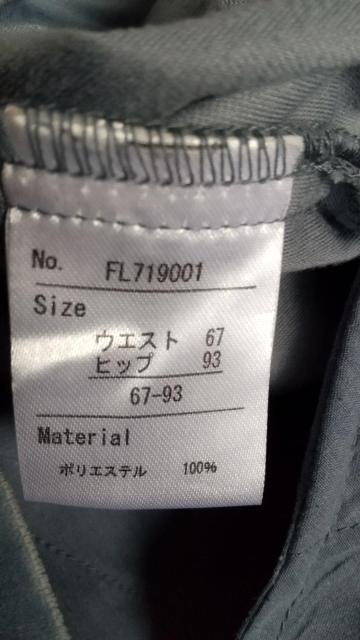 No. FL719001
Size
ウエスト 67
ヒップ 93
67-93
Material
ポリエステル 100%